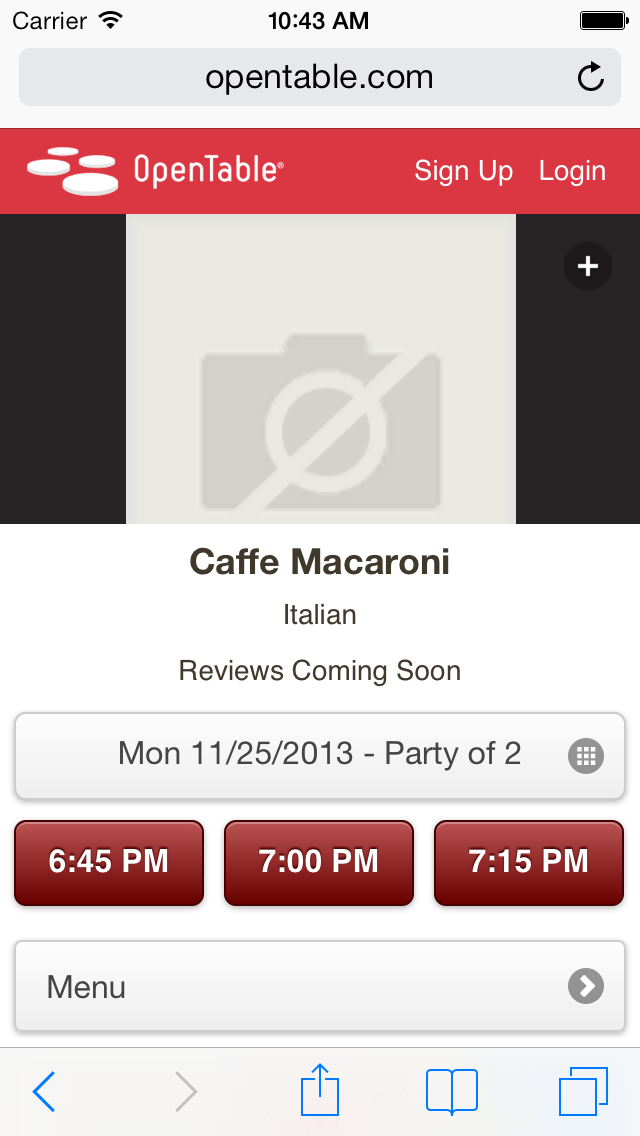 Carrier 10:43 AM
opentable.com
OpenTable® Sign Up Login
Caffe Macaroni
Italian
Reviews Coming Soon
Mon 11/25/2013 - Party of 2
6:45 PM 7:00 PM 7:15 PM
Menu